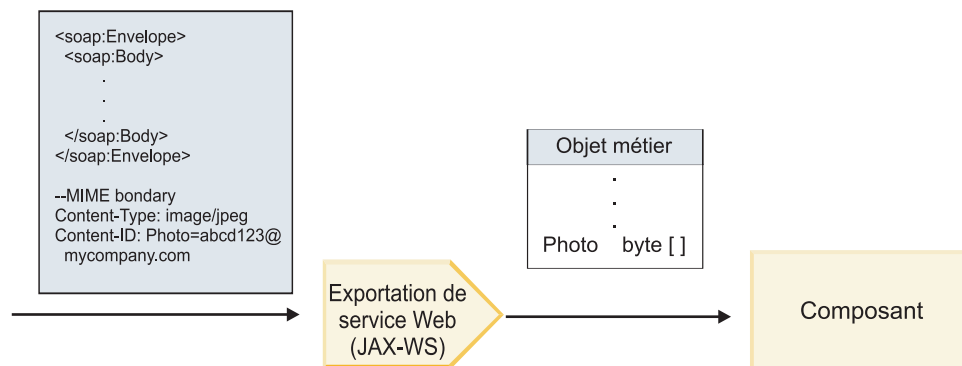 <soap:Envelope>
<soap:Body>
.
.
.
</soap:Body>
</soap:Envelope>
--MIME bondary
Content-Type: image/jpeg
Content-ID: Photo=abcd123@
mycompany.com
Exportation de
service Web
(JAX-WS)
Objet métier
.
.
.
Photo byte [ ]
Composant